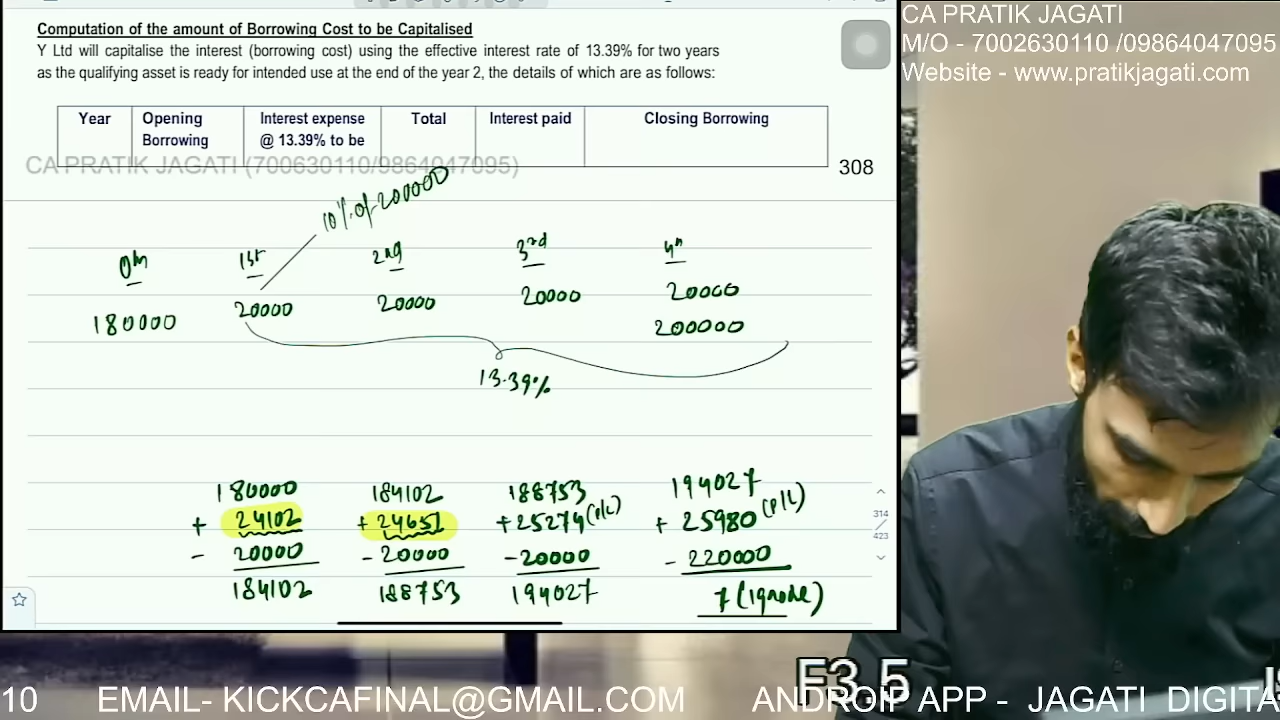 Computation of the amount of Borrowing Cost to be Capitalised
Y Ltd will capitalise the interest (borrowing cost) using the effective interest rate of 13.39% for two years
as the qualifying asset is ready for intended use at the end of the year 2, the details of which are as follows:
Year Opening Borrowing Interest expense @ 13.39% to be Total Interest paid Closing Borrowing
CA PRATIK JAGATI (700630110/9864047095)
308
10% of 200000
0th 1st 2nd 3rd 4th
180000 20000 20000 20000 20000
200000
13.39%
180000 184102 188753 194027
+ 24102 + 24651 + 25274 (P/L) + 25980 (P/L)
- 20000 - 20000 - 20000 - 220000
184102 188753 194027 7 (ignore)
314
423
CA PRATIK JAGATI
M/O - 7002630110 /09864047095
Website - www.pratikjagati.com
F3.5
10 EMAIL- KICKCAFINAL@GMAIL.COM ANDROIF APP - JAGATI DIGITA